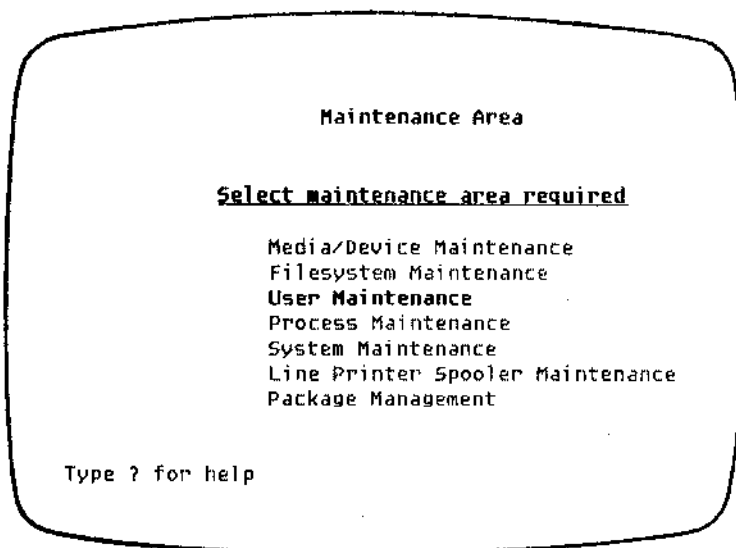 Maintenance Area
Select maintenance area required
Media/Device Maintenance
Filesystem Maintenance
User Maintenance
Process Maintenance
System Maintenance
Line Printer Spooler Maintenance
Package Management
Type ? for help